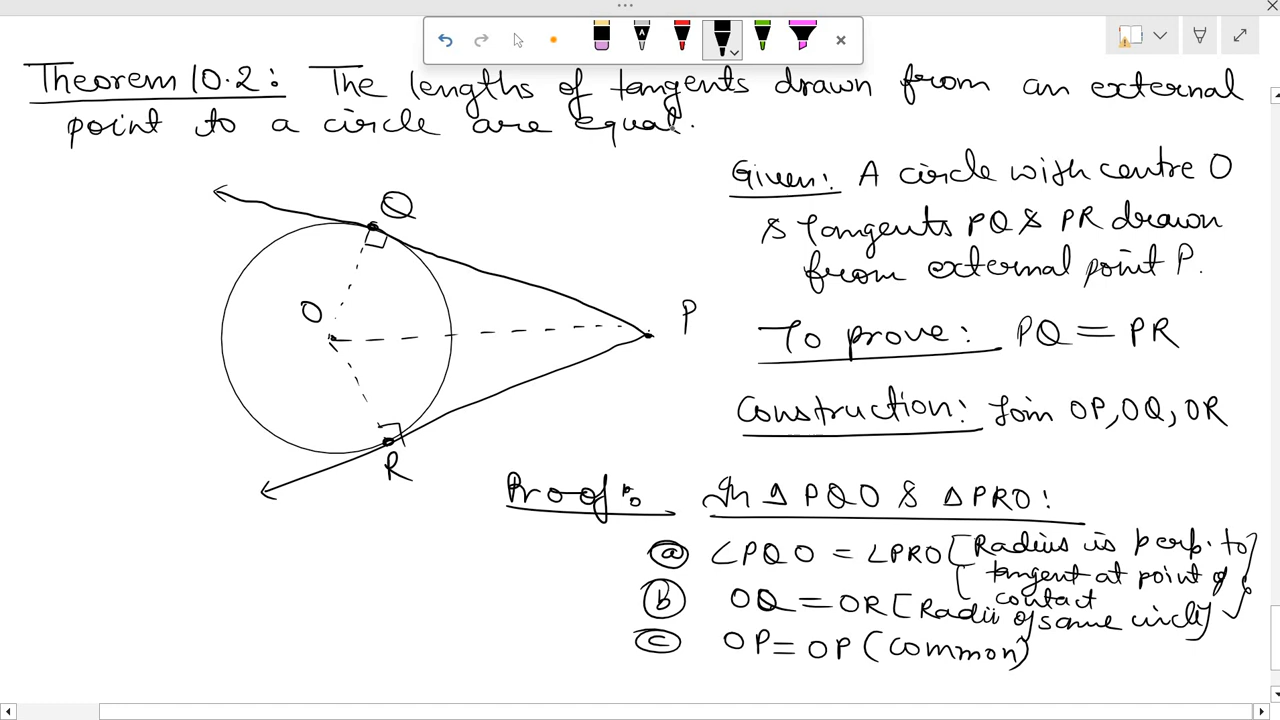 Theorem 10.2: The lengths of tangents drawn from an external
point to a circle are equal.
Given: A circle with centre O
& Tangents PQ & PR drawn
from external point P.
To prove: PQ = PR
Construction: Join OP, OQ, OR
Q
O
P
R
Proof: In Δ PQO & Δ PRO:
(a) ∠PQO = ∠PRO [Radius is perp. to
tangent at point of
contact
(b) OQ = OR [Radii of same circle]
(c) OP = OP (Common)